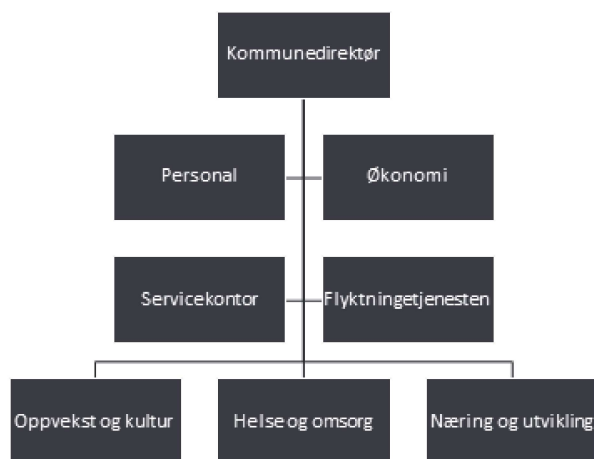 Kommunedirektør
Personal
Økonomi
Servicekontor
Flyktningetjenesten
Oppvekst og kultur
Helse og omsorg
Næring og utvikling